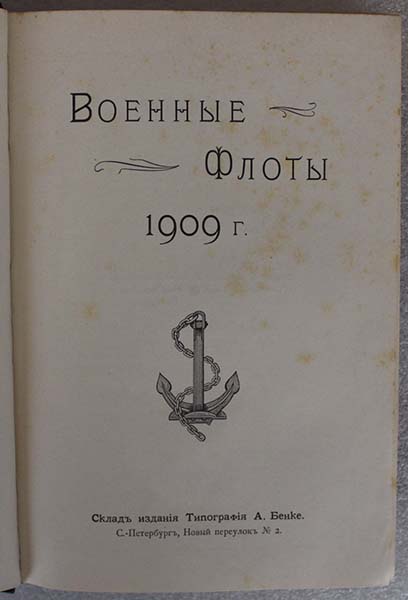 Военные
Флоты
1909 г.
Складъ изданія Типографія А. Бенке.
С.-Петербургъ, Новый переулокъ № 2.